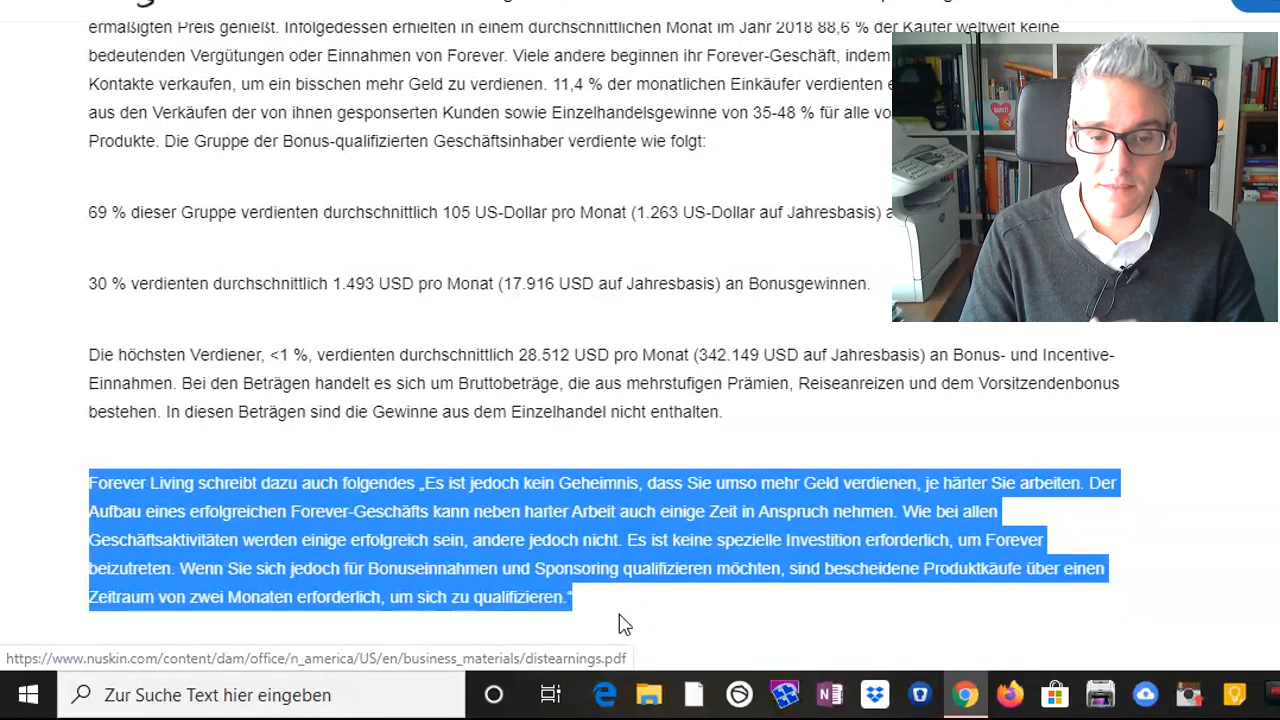 ermäßigten Preis genießt. Infolgedessen erhielten in einem durchschnittlichen Monat im Jahr 2018 88,6 % der Käufer weltweit keine
bedeutenden Vergütungen oder Einnahmen von Forever. Viele andere beginnen ihr Forever-Geschäft, indem
Kontakte verkaufen, um ein bisschen mehr Geld zu verdienen. 11,4 % der monatlichen Einkäufer verdienten
aus den Verkäufen der von ihnen gesponserten Kunden sowie Einzelhandelsgewinne von 35-48 % für alle
Produkte. Die Gruppe der Bonus-qualifizierten Geschäftsinhaber verdiente wie folgt:
69 % dieser Gruppe verdienten durchschnittlich 105 US-Dollar pro Monat (1.263 US-Dollar auf Jahresbasis)
30 % verdienten durchschnittlich 1.493 USD pro Monat (17.916 USD auf Jahresbasis) an Bonusgewinnen.
Die höchsten Verdiener, <1 %, verdienten durchschnittlich 28.512 USD pro Monat (342.149 USD auf Jahresbasis) an Bonus- und Incentive-
Einnahmen. Bei den Beträgen handelt es sich um Bruttobeträge, die aus mehrstufigen Prämien, Reiseanreizen und dem Vorsitzendenbonus
bestehen. In diesen Beträgen sind die Gewinne aus dem Einzelhandel nicht enthalten.
Forever Living schreibt dazu auch folgendes „Es ist jedoch kein Geheimnis, dass Sie umso mehr Geld verdienen, je härter Sie arbeiten. Der
Aufbau eines erfolgreichen Forever-Geschäfts kann neben harter Arbeit auch einige Zeit in Anspruch nehmen. Wie bei allen
Geschäftsaktivitäten werden einige erfolgreich sein, andere jedoch nicht. Es ist keine spezielle Investition erforderlich, um Forever
beizutreten. Wenn Sie sich jedoch für Bonuseinnahmen und Sponsoring qualifizieren möchten, sind bescheidene Produktkäufe über einen
Zeitraum von zwei Monaten erforderlich, um sich zu qualifizieren.“
https://www.nuskin.com/content/dam/office/n_america/US/en/business_materials/distearnings.pdf
Zur Suche Text hier eingeben